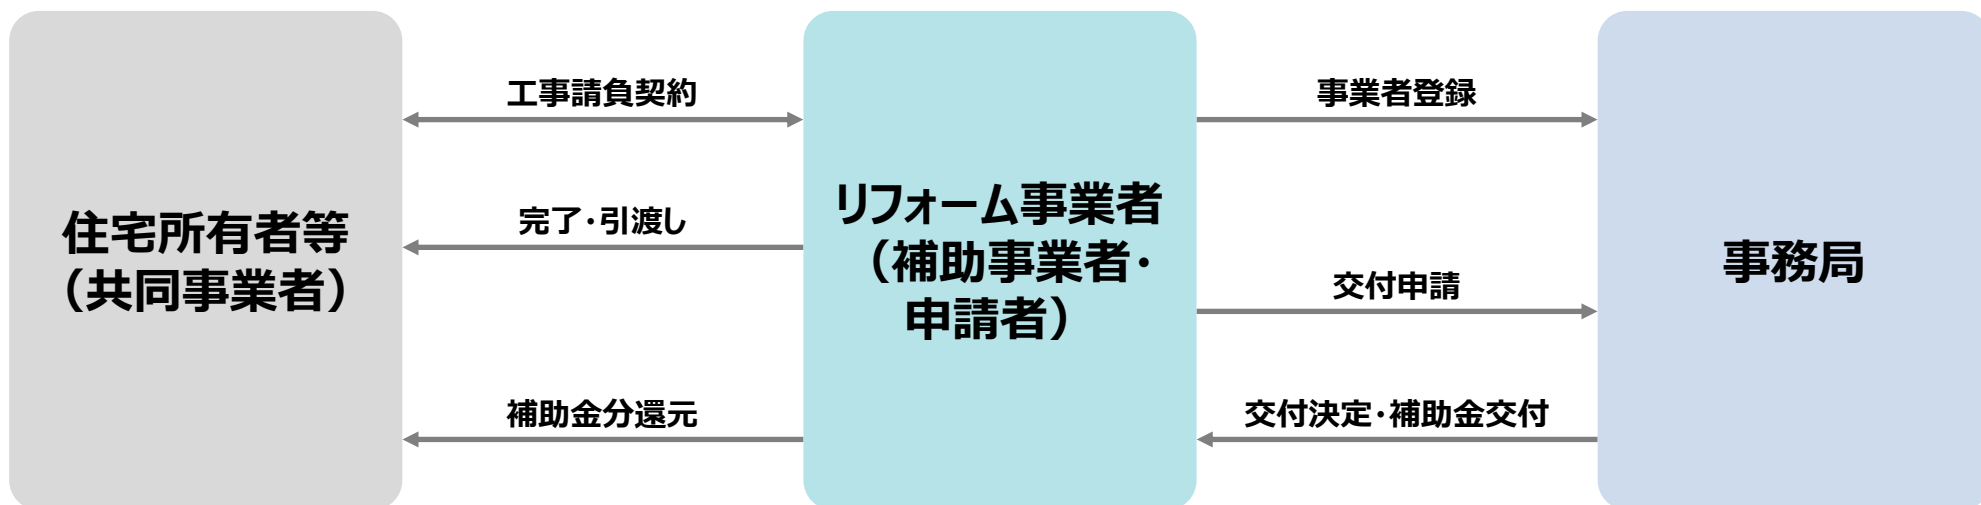 住宅所有者等
（共同事業者）
工事請負契約
完了・引渡し
補助金分還元
リフォーム事業者
（補助事業者・
申請者）
事業者登録
交付申請
交付決定・補助金交付
事務局